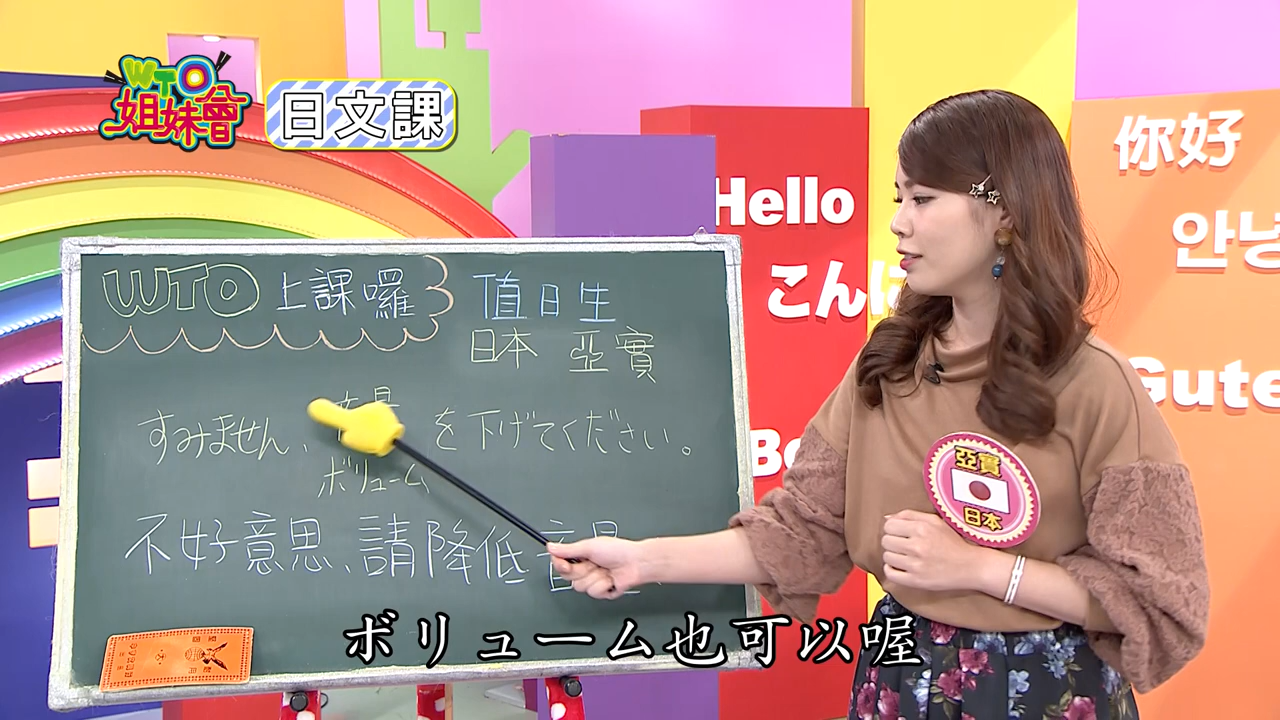 WTO
姐妹會
日文課
Hello
こんに
你好
안녕
Gute
Bo
WTO 上課囉
值日生
日本 亞實
すみません、音量を下げてください。
ボリューム
不好意思、請降低音量
亞實
日本
ボリューム也可以喔